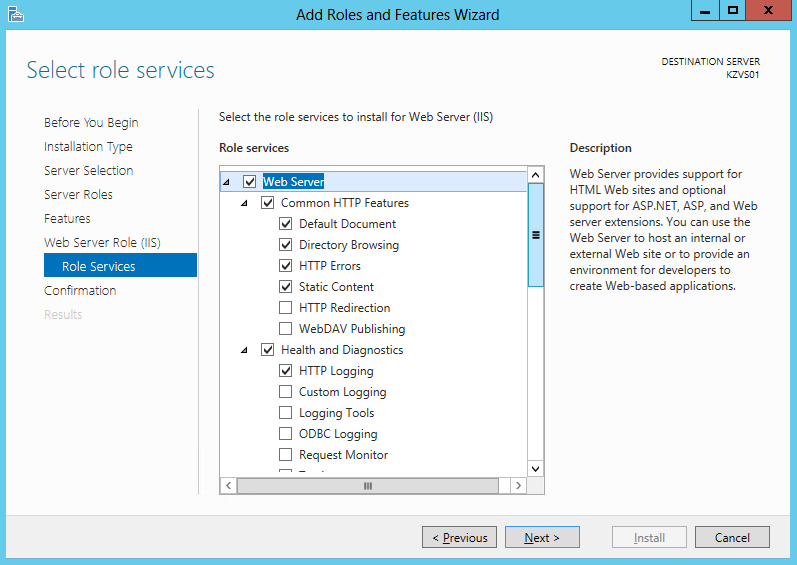 Add Roles and Features Wizard
Select role services
DESTINATION SERVER
KZVS01
Before You Begin
Installation Type
Server Selection
Server Roles
Features
Web Server Role (IIS)
Role Services
Confirmation
Results
Select the role services to install for Web Server (IIS)
Role services
Web Server
Common HTTP Features
Default Document
Directory Browsing
HTTP Errors
Static Content
HTTP Redirection
WebDAV Publishing
Health and Diagnostics
HTTP Logging
Custom Logging
Logging Tools
ODBC Logging
Request Monitor
Description
Web Server provides support for
HTML Web sites and optional
support for ASP.NET, ASP, and Web
server extensions. You can use the
Web Server to host an internal or
external Web site or to provide an
environment for developers to
create Web-based applications.
< Previous
Next >
Install
Cancel